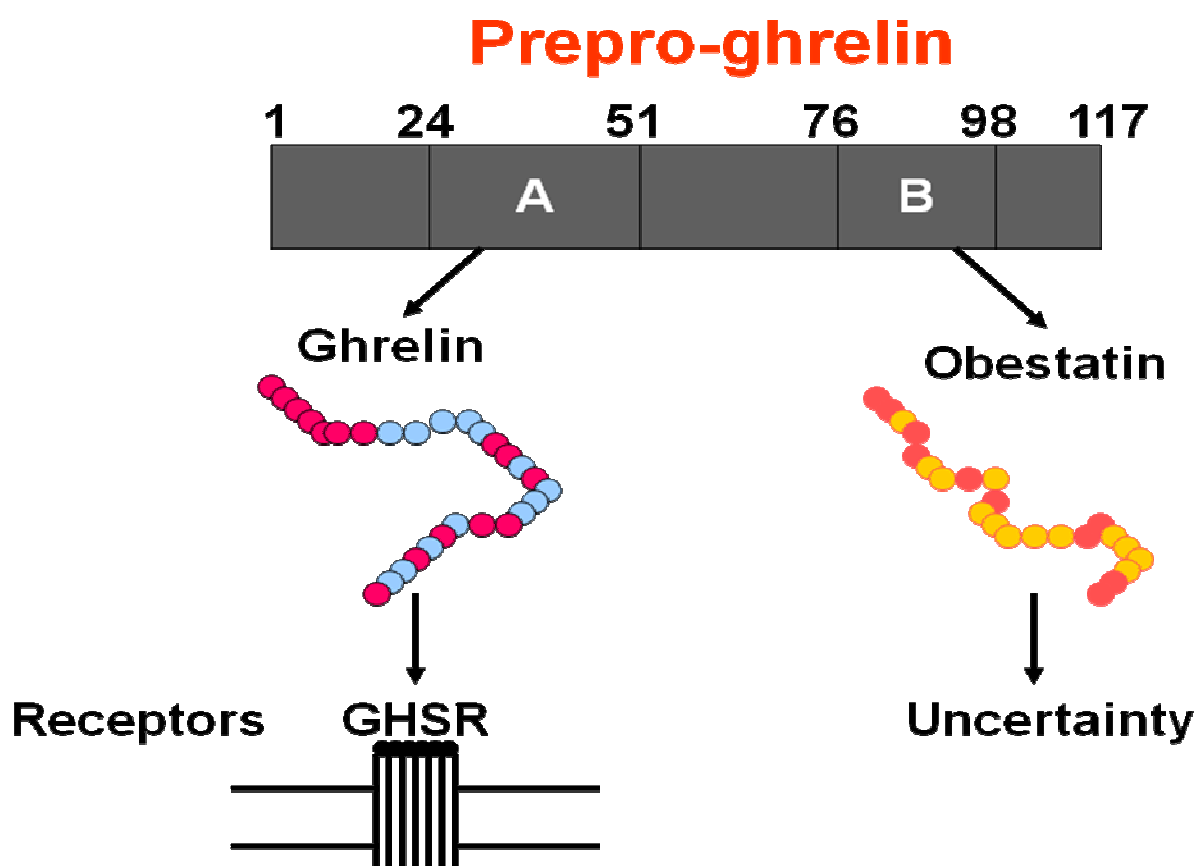 Prepro-ghrelin
1 24 51 76 98 117
A B
Ghrelin
Obestatin
Receptors GHSR Uncertainty